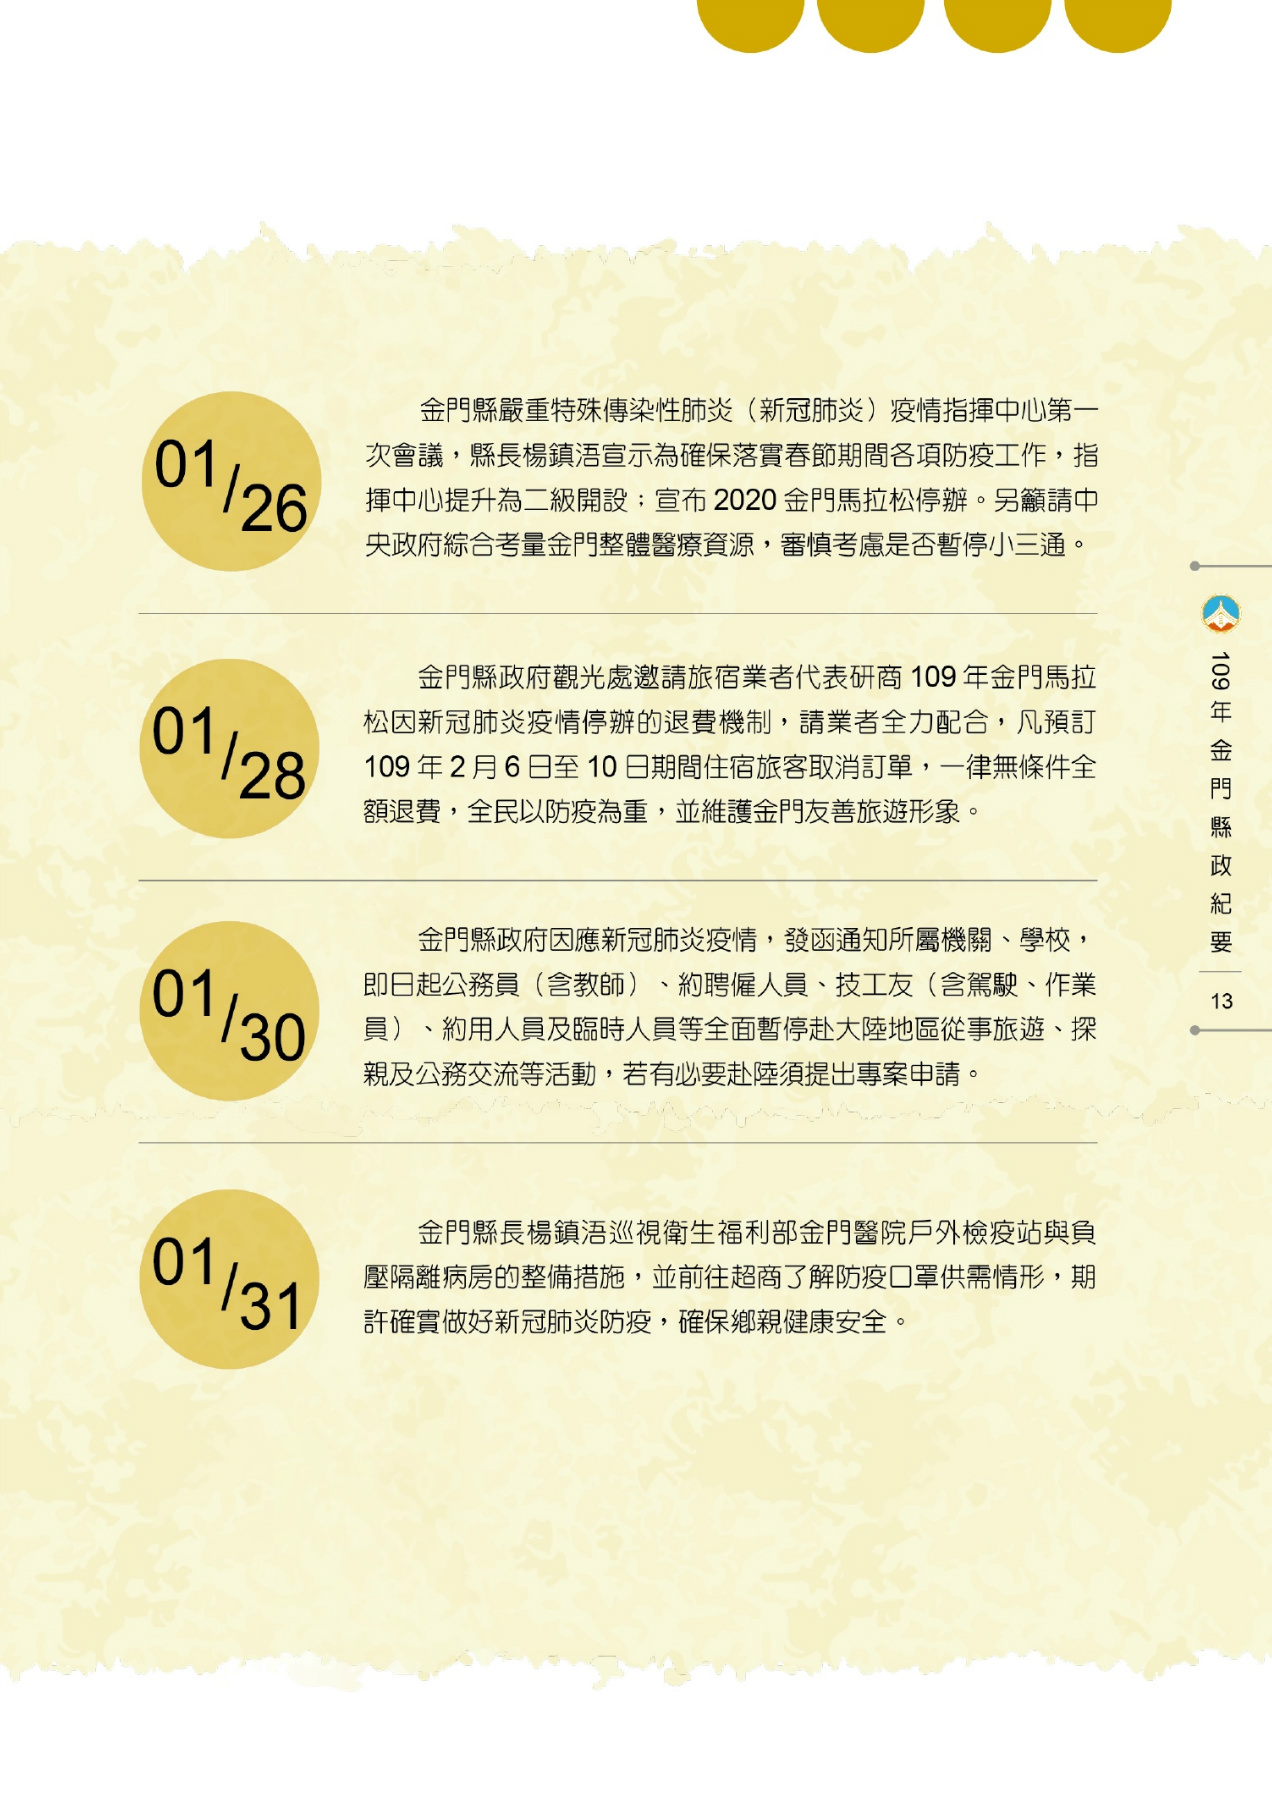 01/26
金門縣嚴重特殊傳染性肺炎（新冠肺炎）疫情指揮中心第一
次會議，縣長楊鎮浯宣示為確保落實春節期間各項防疫工作，指
揮中心提升為二級開設；宣布 2020 金門馬拉松停辦。另籲請中
央政府綜合考量金門整體醫療資源，審慎考慮是否暫停小三通。
01/28
金門縣政府觀光處邀請旅宿業者代表研商 109 年金門馬拉
松因新冠肺炎疫情停辦的退費機制，請業者全力配合，凡預訂
109 年 2 月 6 日至 10 日期間住宿旅客取消訂單，一律無條件全
額退費，全民以防疫為重，並維護金門友善旅遊形象。
01/30
金門縣政府因應新冠肺炎疫情，發函通知所屬機關、學校，
即日起公務員（含教師）、約聘僱人員、技工友（含駕駛、作業
員）、約用人員及臨時人員等全面暫停赴大陸地區從事旅遊、探
親及公務交流等活動，若有必要赴陸須提出專案申請。
01/31
金門縣長楊鎮浯巡視衛生福利部金門醫院戶外檢疫站與負
壓隔離病房的整備措施，並前往超商了解防疫口罩供需情形，期
許確實做好新冠肺炎防疫，確保鄉親健康安全。
109年金門縣政紀要
13